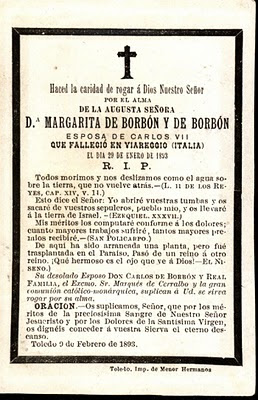 Haced la caridad de rogar á Dios Nuestro Señor
POR EL ALMA
DE LA AUGUSTA SEÑORA
D.ª MARGARITA DE BORBÓN Y DE BORBÓN
ESPOSA DE CARLOS VII
QUE FALLECIÓ EN VIAREGGIO (ITALIA)
EL DIA 29 DE ENERO DE 1893
R. I. P.
Todos morimos y nos deslizamos como el agua so-
bre la tierra, que no vuelve atrás.—(L. II DE LOS RE-
YES, CAP. XIV, V. 11.)
Esto dice el Señor: Yo abriré vuestras tumbas y os
sacaré de vuestros sepulcros, pueblo mio, y os llevaré
á la tierra de Israel.—(EZEQUIEL, XXXVII.)
Mis méritos los computaré conforme á los dolores;
cuanto mayores trabajos sufriré, tantos mayores pre-
mios recibiré.—(SAN POLICARPO.)
De aquí ha sido arrancada una planta, pero fué
trasplantada en el Paraíso, Pasó de un reino á otro
reino. ¡Qué hermoso es el ojo que ve á Dios!—EL NI-
SENO.)
Su desolado Esposo DON CARLOS DE BORBÓN Y REAL
FAMILIA, el Excmo. Sr. Marqués de Cerralbo y la gran
comunión católico-monárquica, suplican á Ud. se sirva
rogar por su alma.
ORACION.—Os suplicamos, Señor, que por los méri-
tos de la preciosísima Sangre de Nuestro Señor
Jesucristo y por los Dolores de la Santísima Virgen,
os dignéis conceder á vuestra Sierva el eterno des-
canso.
Toledo 9 de Febrero de 1893.
Toledo. Imp. de Menor Hermanos